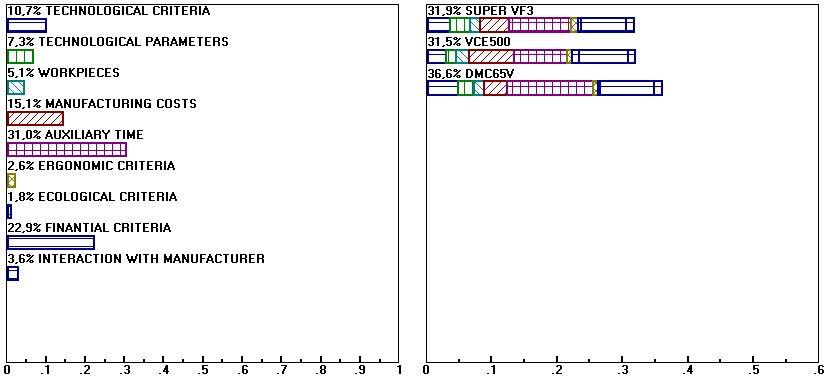 10,7% TECHNOLOGICAL CRITERIA
7,3% TECHNOLOGICAL PARAMETERS
5,1% WORKPIECES
15,1% MANUFACTURING COSTS
31,0% AUXILIARY TIME
2,6% ERGONOMIC CRITERIA
1,8% ECOLOGICAL CRITERIA
22,9% FINANTIAL CRITERIA
3,6% INTERACTION WITH MANUFACTURER
0 .1 .2 .3 .4 .5 .6 .7 .8 .9 1
31,9% SUPER VF3
31,5% VCE500
36,6% DMC65V
0 .1 .2 .3 .4 .5 .6